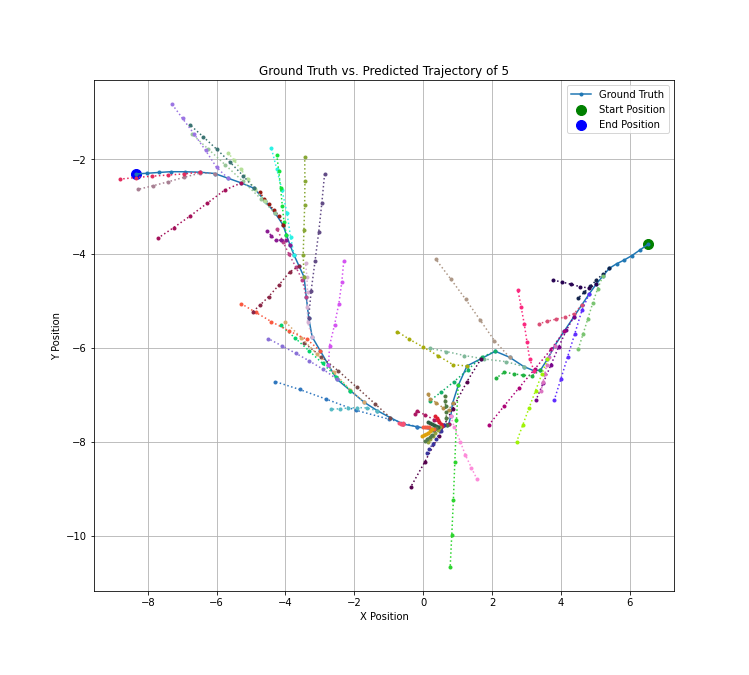 Ground Truth vs. Predicted Trajectory of 5
Ground Truth
Start Position
End Position
−2
−4
−6
−8
−10
Y Position
−8 −6 −4 −2 0 2 4 6
X Position